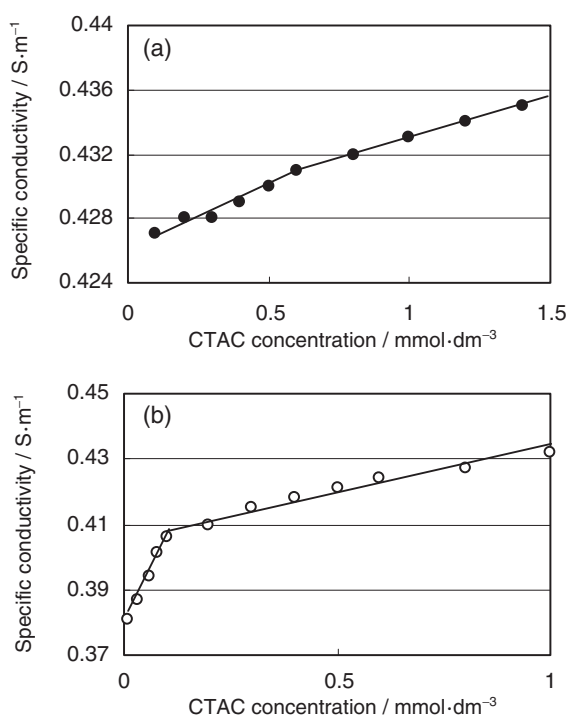 (a)
Specific conductivity / S·m⁻¹
0.44
0.436
0.432
0.428
0.424
0 0.5 1 1.5
CTAC concentration / mmol·dm⁻³
(b)
Specific conductivity / S·m⁻¹
0.45
0.43
0.41
0.39
0.37
0 0.5 1
CTAC concentration / mmol·dm⁻³